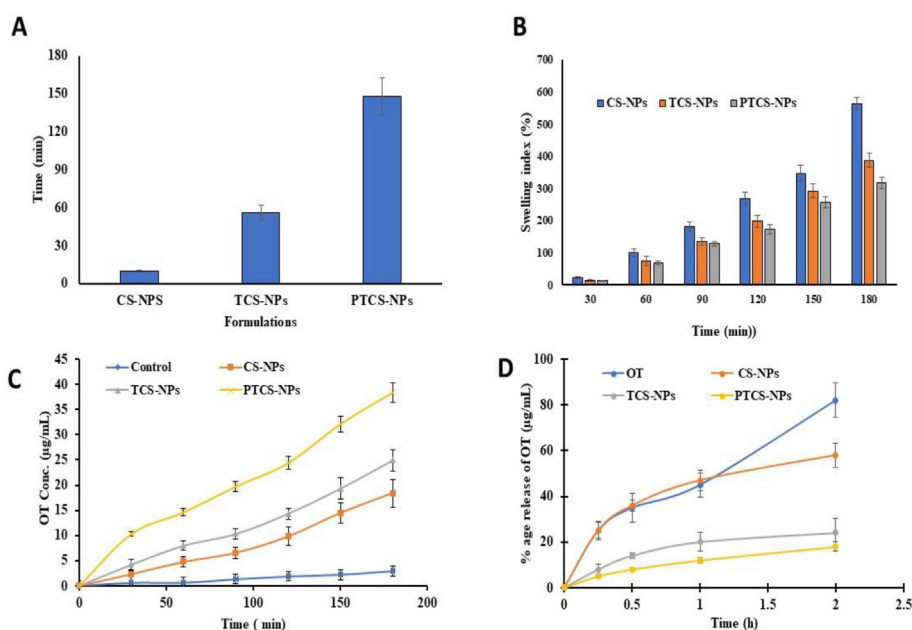 A
180
150
120
90
60
30
0
Time (min)
CS-NPS TCS-NPs PTCS-NPs
Formulations
B
700
600
500
400
300
200
100
0
Swelling index (%)
CS-NPs TCS-NPs PTCS-NPs
30 60 90 120 150 180
Time (min))
C
45
40
35
30
25
20
15
10
5
0
OT Conc. (µg/mL)
Control CS-NPs
TCS-NPs PTCS-NPs
0 50 100 150 200
Time ( min)
D
100
80
60
40
20
0
% age release of OT (µg/mL)
OT CS-NPs
TCS-NPs PTCS-NPs
0 0.5 1 1.5 2 2.5
Time (h)